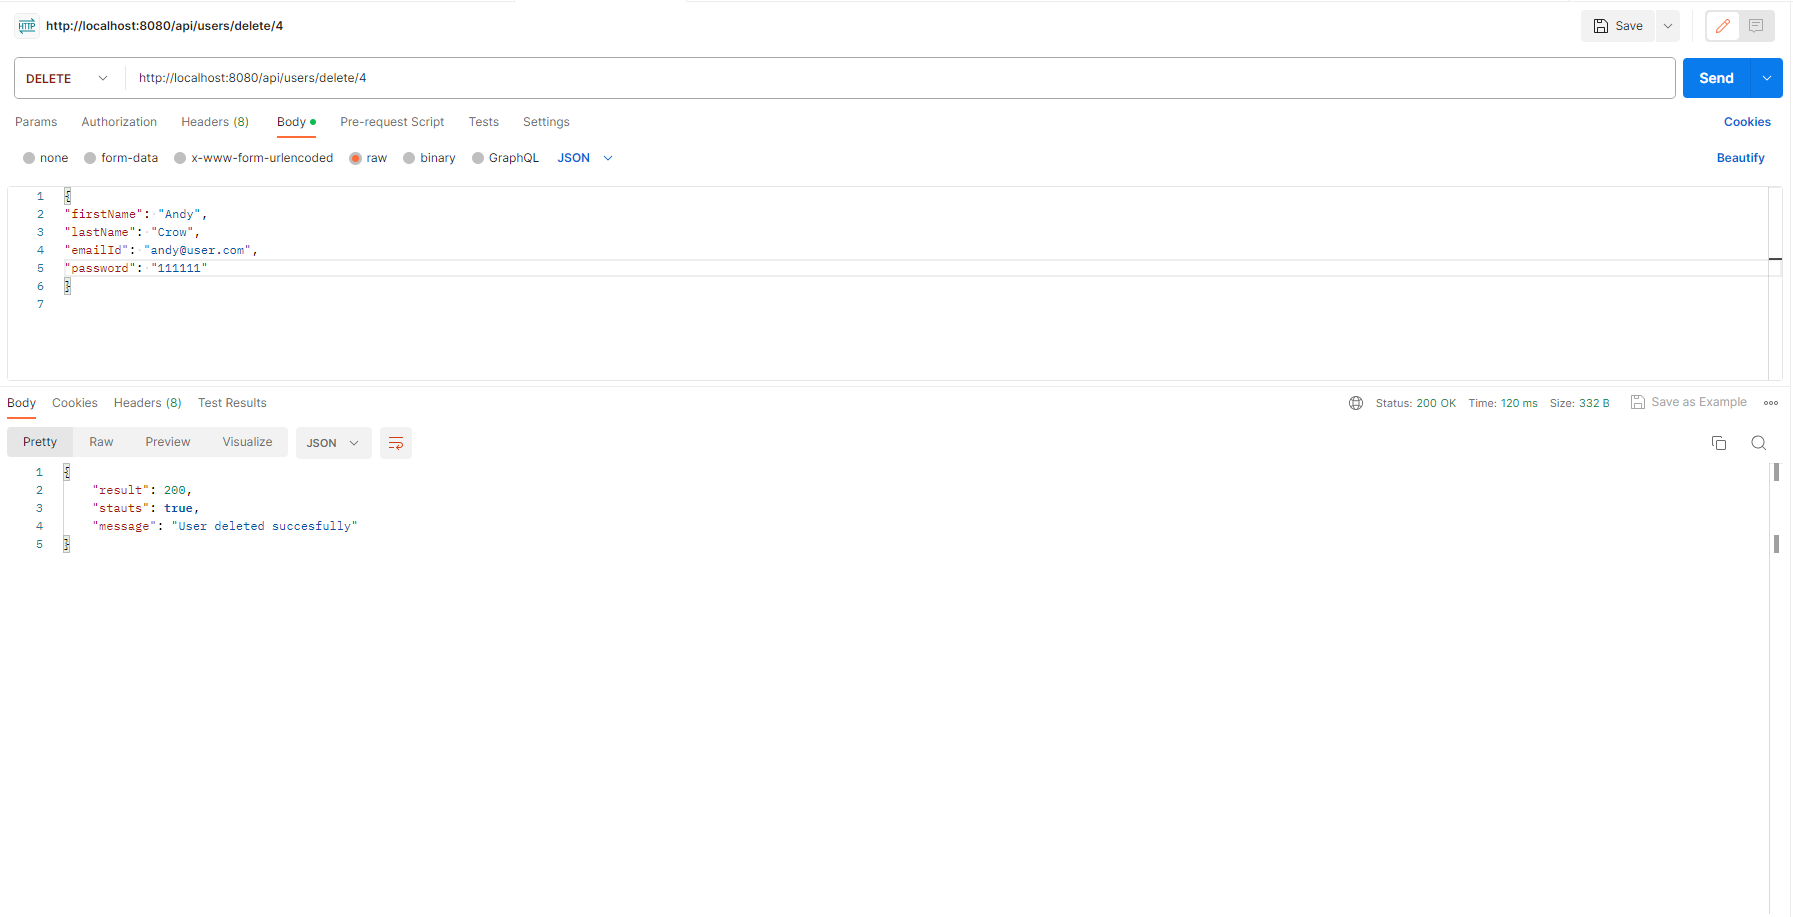 HTTP http://localhost:8080/api/users/delete/4 Save
DELETE http://localhost:8080/api/users/delete/4 Send
Params Authorization Headers (8) Body Pre-request Script Tests Settings Cookies
none form-data x-www-form-urlencoded raw binary GraphQL JSON Beautify
1 {
2 "firstName": "Andy",
3 "lastName": "Crow",
4 "emailId": "andy@user.com",
5 "password": "111111"
6 }
7
Body Cookies Headers (8) Test Results Status: 200 OK Time: 120 ms Size: 332 B Save as Example
Pretty Raw Preview Visualize JSON
1 {
2 "result": 200,
3 "stauts": true,
4 "message": "User deleted succesfully"
5 }